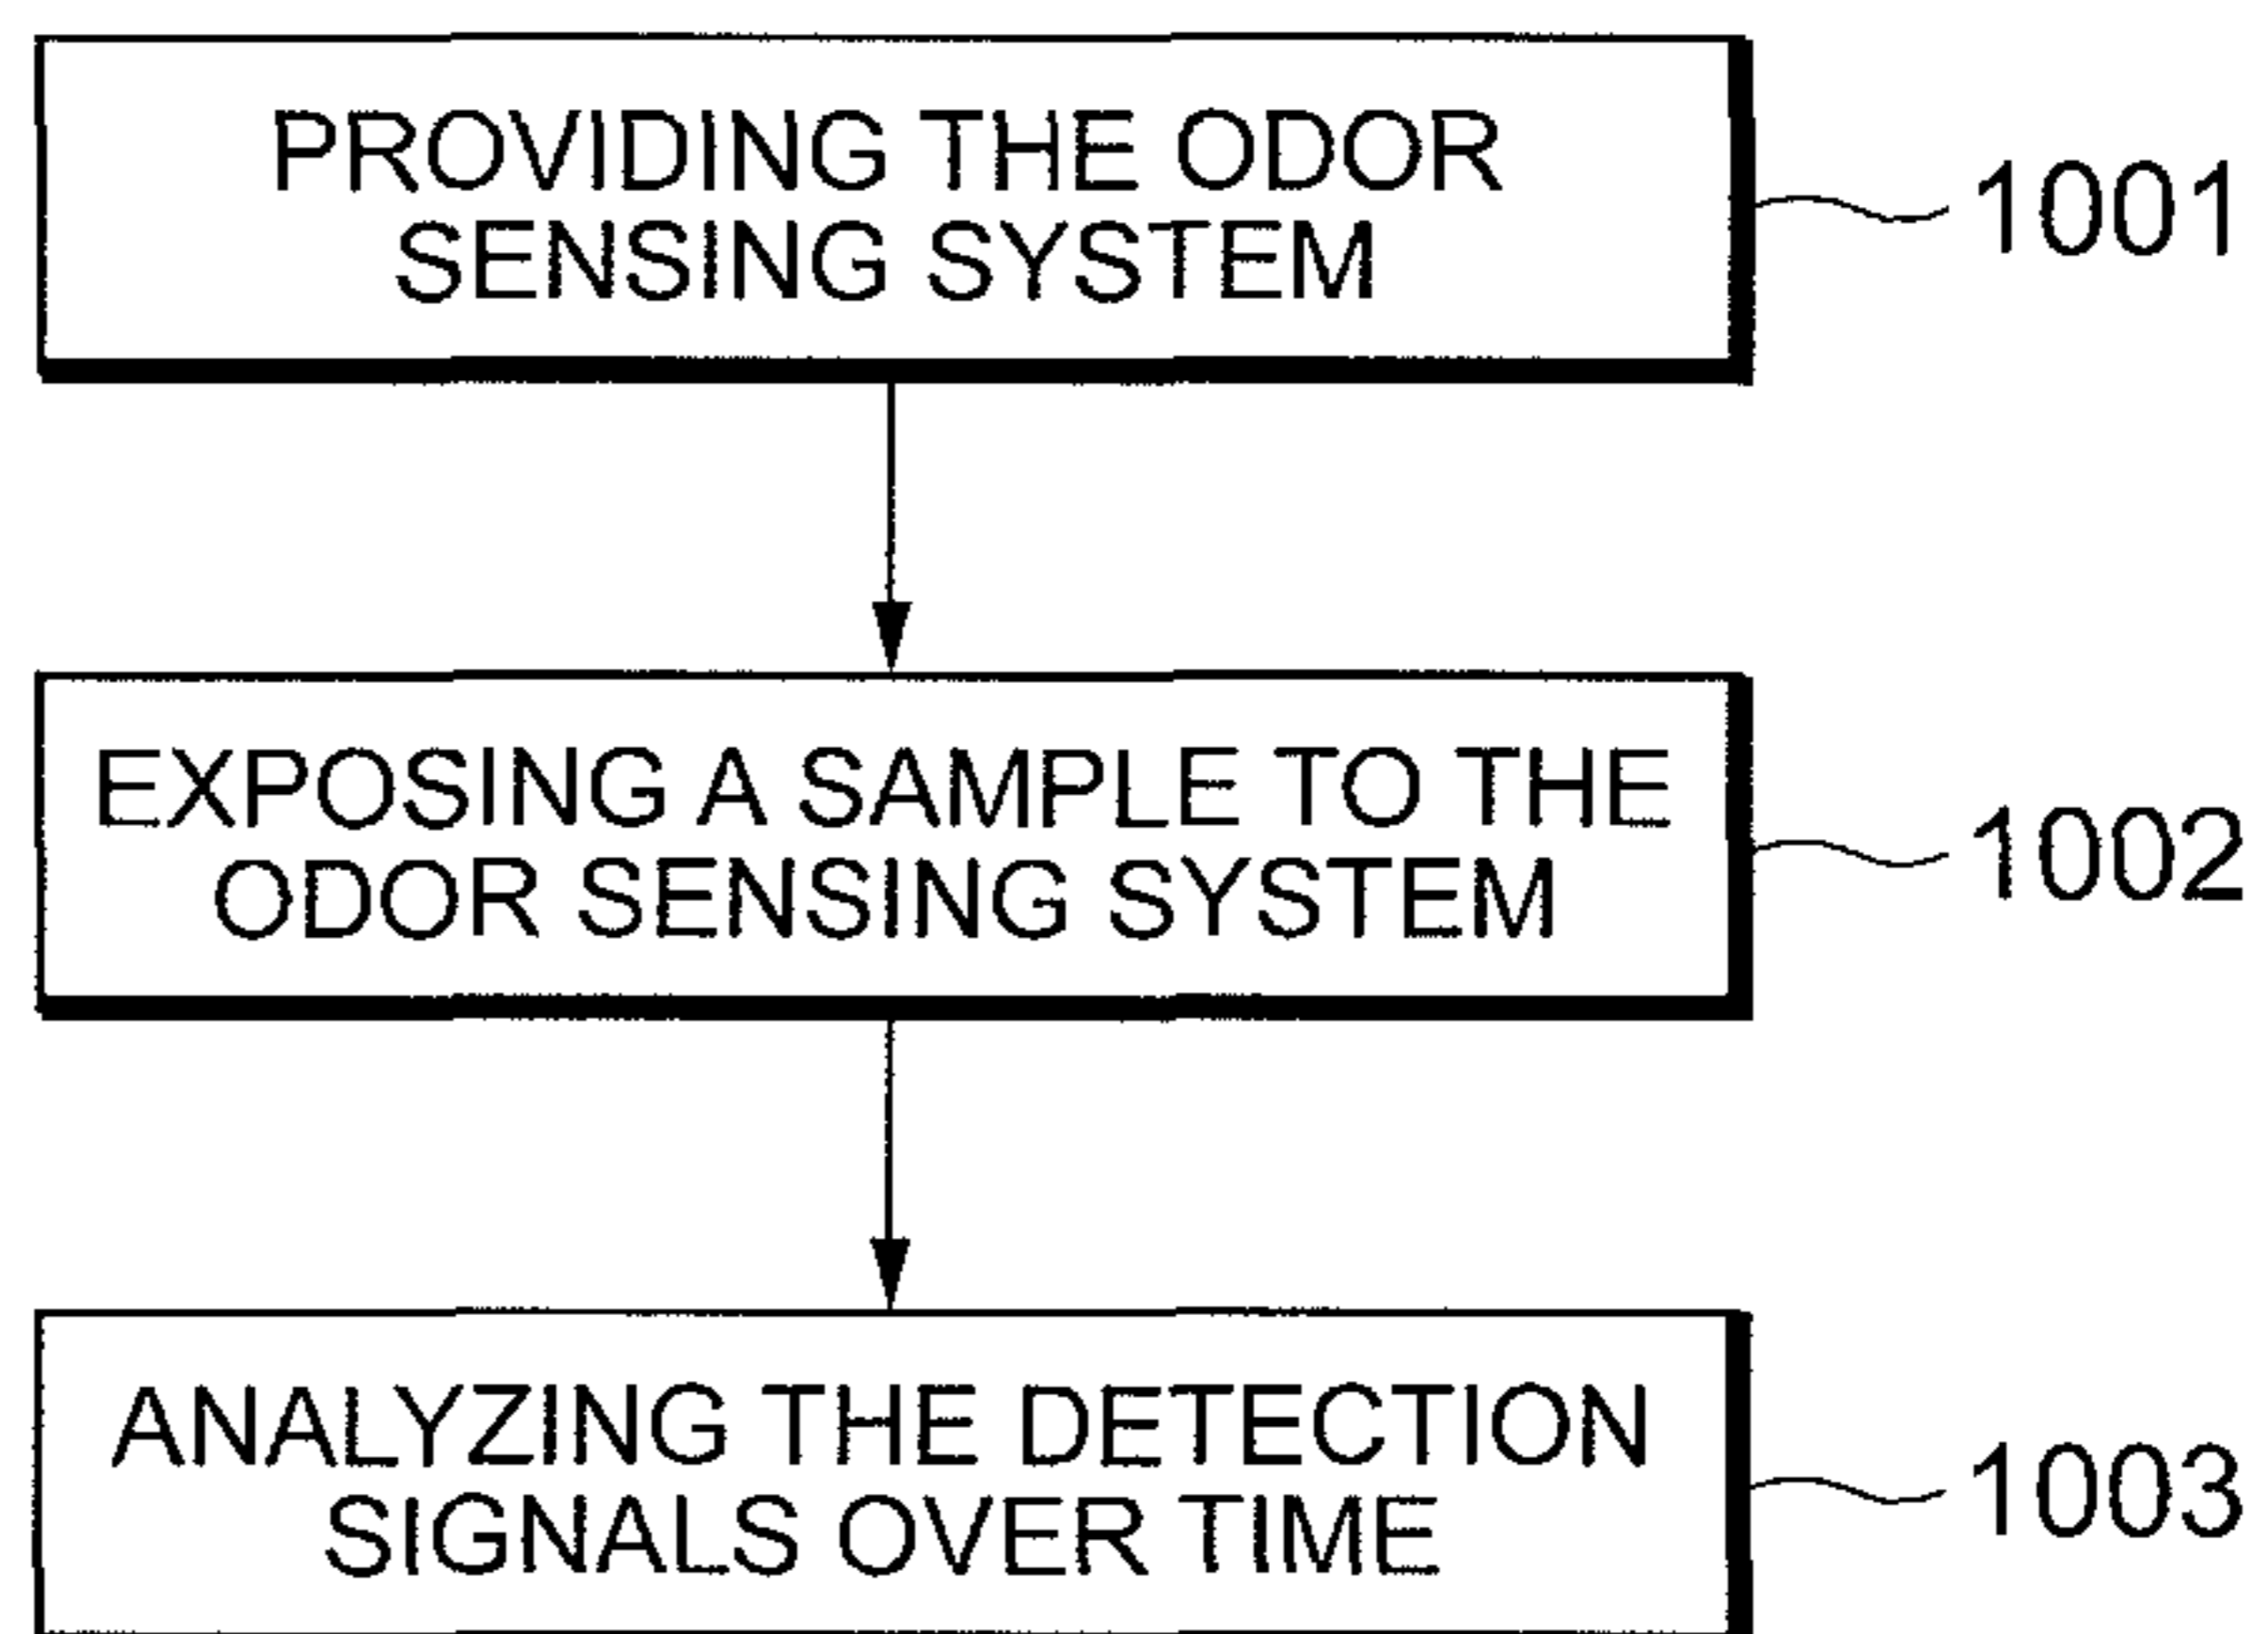 PROVIDING THE ODOR
SENSING SYSTEM
1001
EXPOSING A SAMPLE TO THE
ODOR SENSING SYSTEM
1002
ANALYZING THE DETECTION
SIGNALS OVER TIME
1003